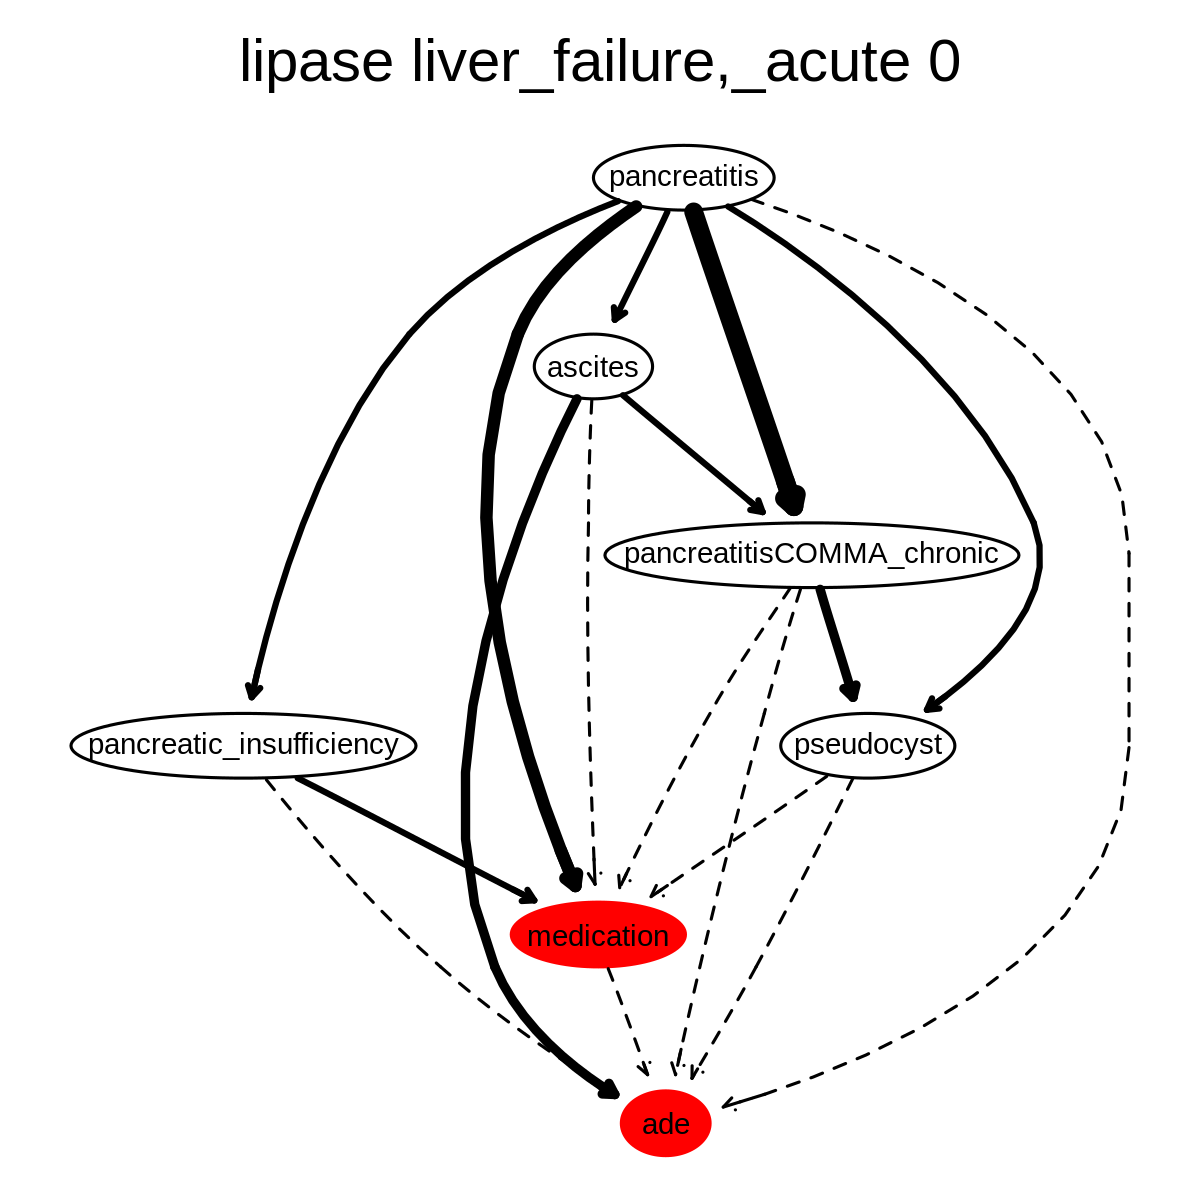 lipase liver_failure,_acute 0
pancreatitis
ascites
pancreatitisCOMMA_chronic
pancreatic_insufficiency
pseudocyst
medication
ade